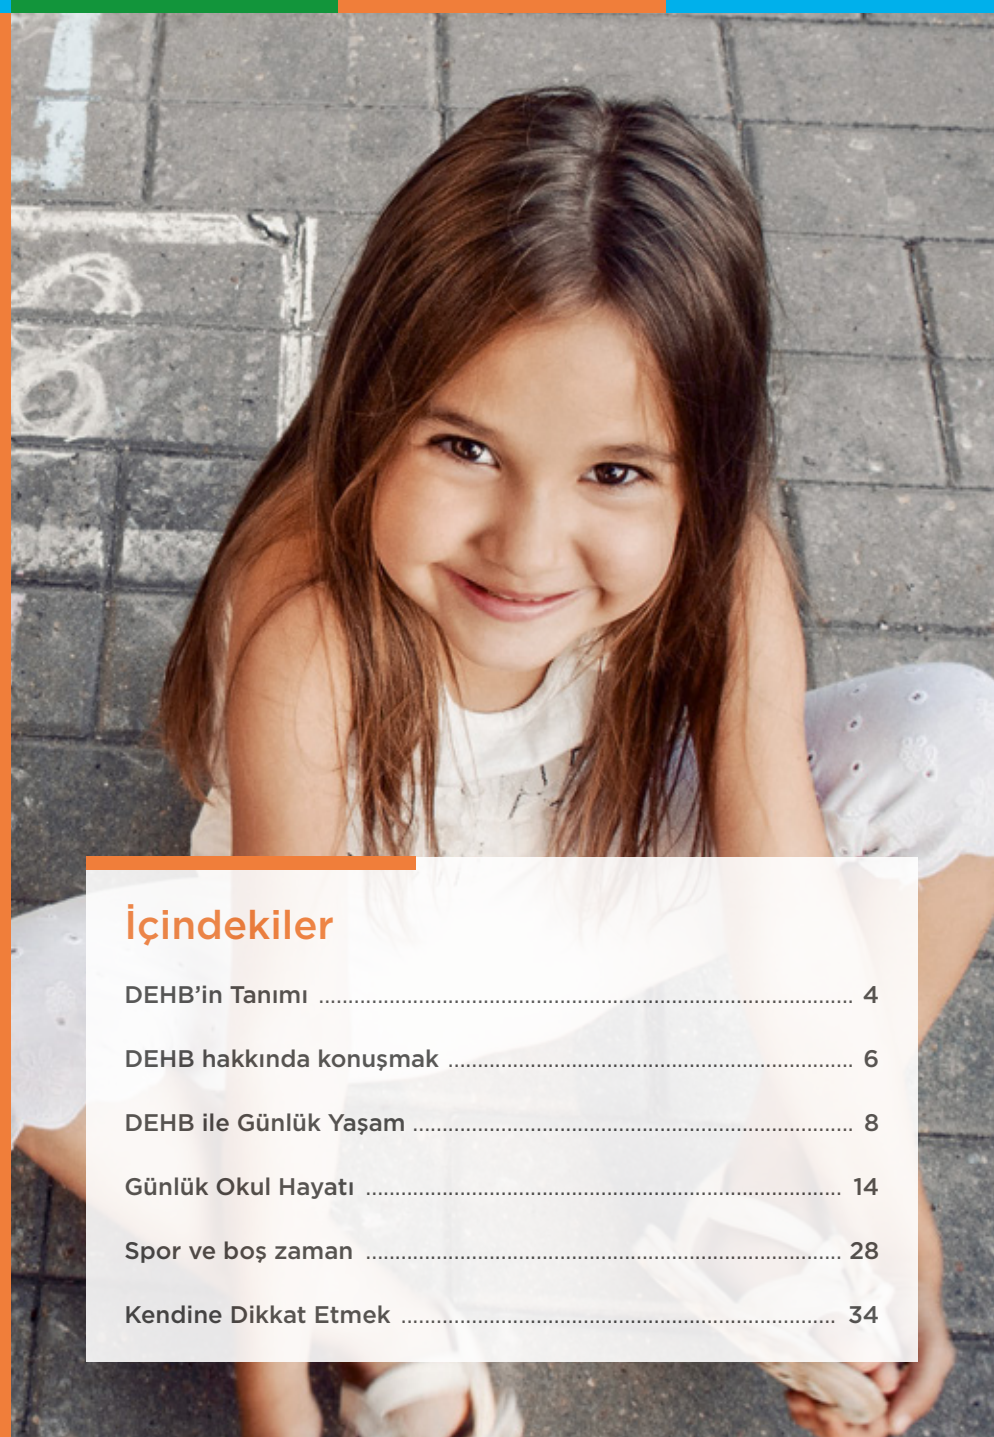 İçindekiler
DEHB’in Tanımı ........................................................................................... 4
DEHB hakkında konuşmak ..................................................................... 6
DEHB ile Günlük Yaşam ........................................................................... 8
Günlük Okul Hayatı ................................................................................. 14
Spor ve boş zaman ................................................................................. 28
Kendine Dikkat Etmek .......................................................................... 34